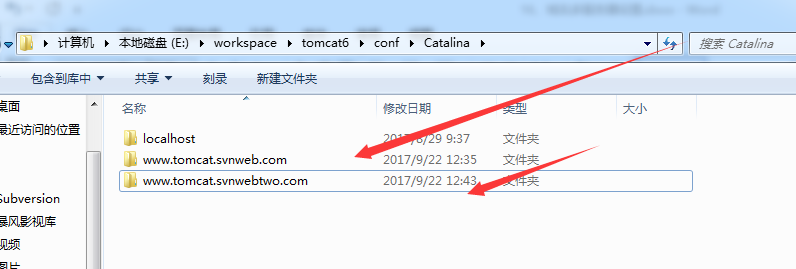 计算机 ▸ 本地磁盘 (E:) ▸ workspace ▸ tomcat6 ▸ conf ▸ Catalina ▸
搜索 Catalina
包含到库中 共享 刻录 新建文件夹
名称 修改日期 类型 大小
桌面
最近访问的位置
Subversion
暴风影视库
视频
图片
localhost 2017/8/29 9:37 文件夹
www.tomcat.svnweb.com 2017/9/22 12:35 文件夹
www.tomcat.svnwebtwo.com 2017/9/22 12:43 文件夹